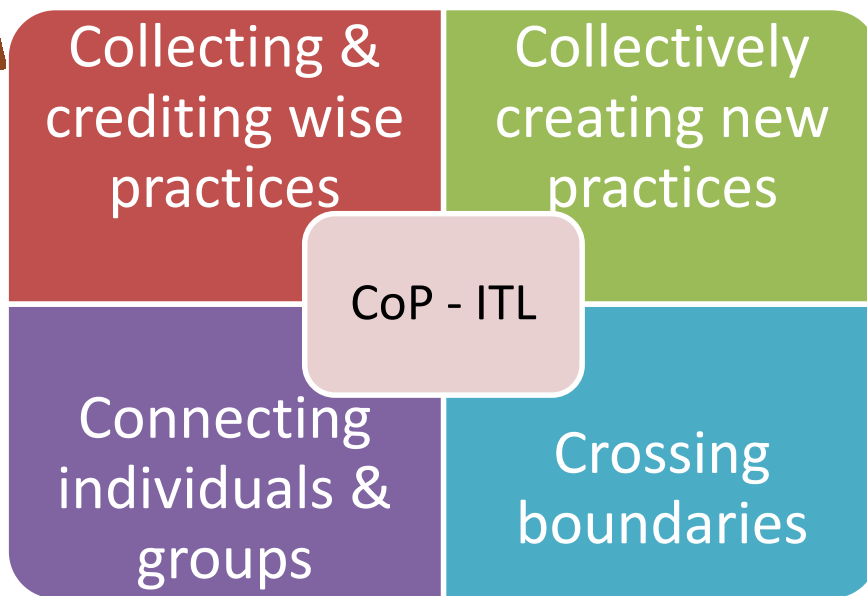 Collecting &
crediting wise
practices
Collectively
creating new
practices
CoP - ITL
Connecting
individuals &
groups
Crossing
boundaries